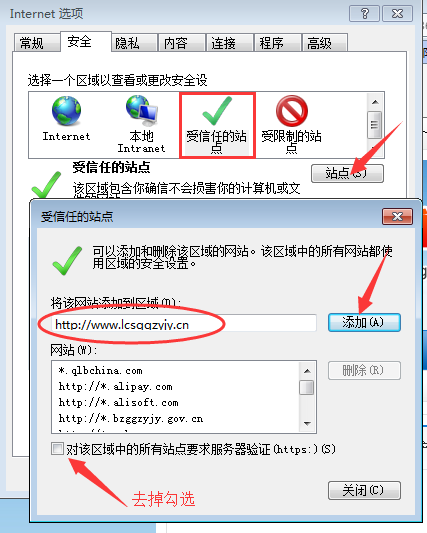 Internet 选项
常规 安全 隐私 内容 连接 程序 高级
选择一个区域以查看或更改安全设
Internet 本地 Intranet 受信任的站点 受限制的站点
受信任的站点
站点(S)
该区域包含你确信不会损害你的计算机或文
受信任的站点
可以添加和删除该区域的网站。该区域中的所有网站都使
用区域的安全设置。
将该网站添加到区域(D):
http://www.lcsggzyjy.cn
添加(A)
网站(W):
*.qlbchina.com
删除(R)
http://*.alipay.com
http://*.alisoft.com
http://*.bzggzyjy.gov.cn
对该区域中的所有站点要求服务器验证(https:)(S)
去掉勾选
关闭(C)